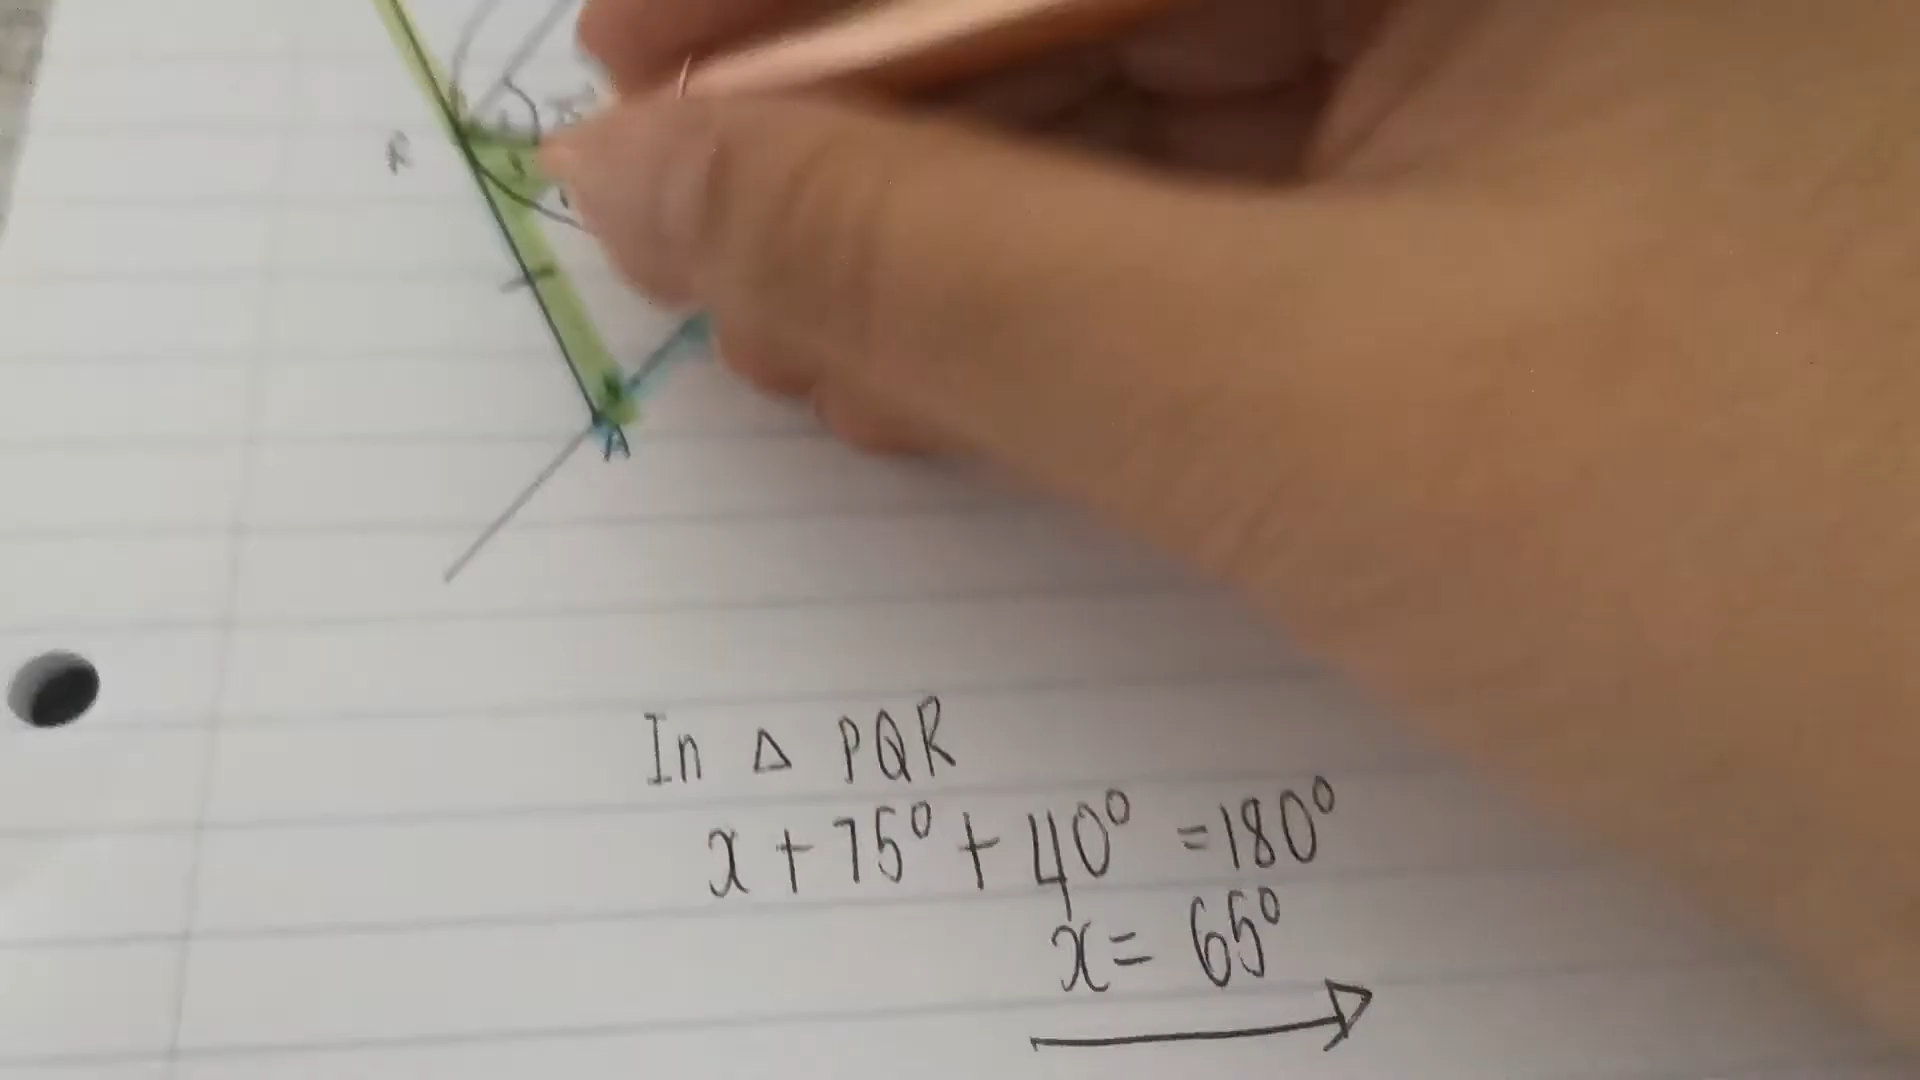 R
A
In Δ PQR
x + 75° + 40° = 180°
x = 65°